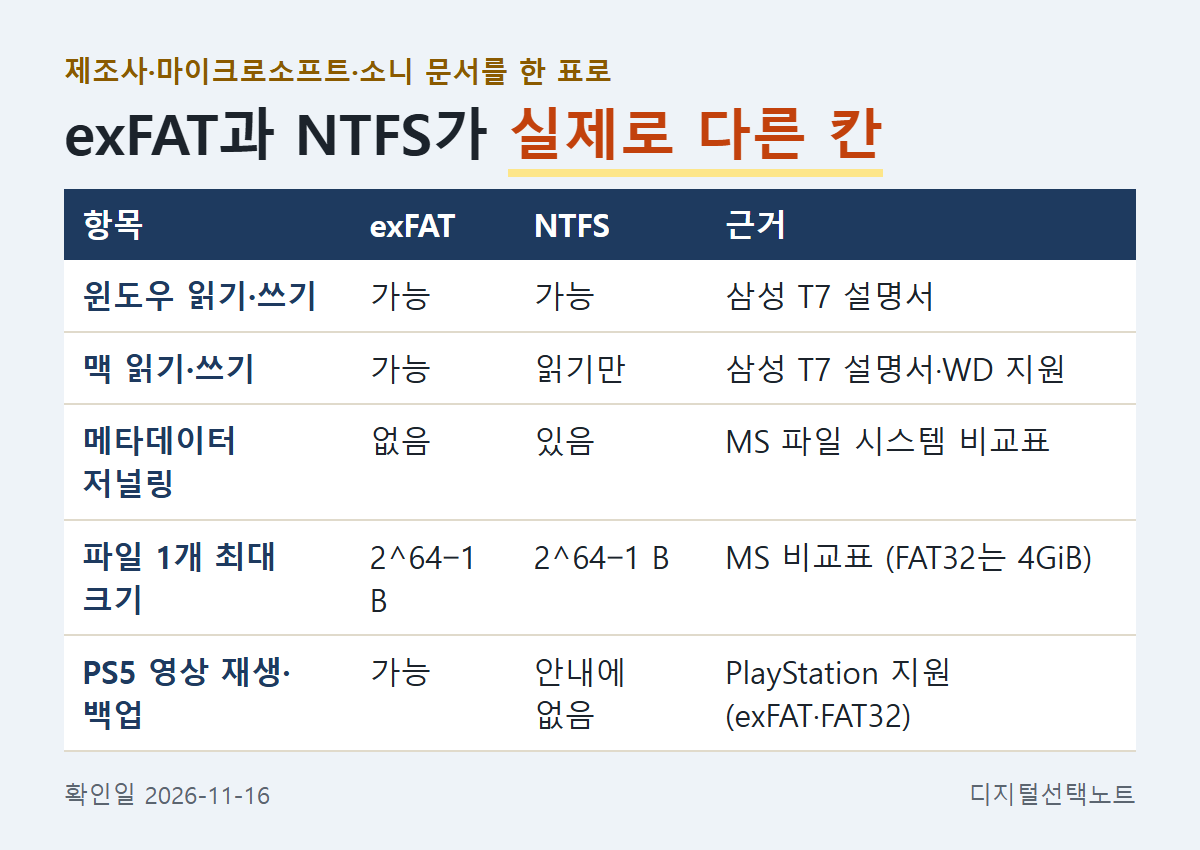 제조사·마이크로소프트·소니 문서를 한 표로
exFAT과 NTFS가 실제로 다른 칸
항목 exFAT NTFS 근거
윈도우 읽기·쓰기 가능 가능 삼성 T7 설명서
맥 읽기·쓰기 가능 읽기만 삼성 T7 설명서·WD 지원
메타데이터 없음 있음 MS 파일 시스템 비교표
저널링
파일 1개 최대 2^64−1 2^64−1 B MS 비교표 (FAT32는 4GiB)
크기 B
PS5 영상 재생· 가능 안내에 PlayStation 지원
백업 없음 (exFAT·FAT32)
확인일 2026-11-16 디지털선택노트